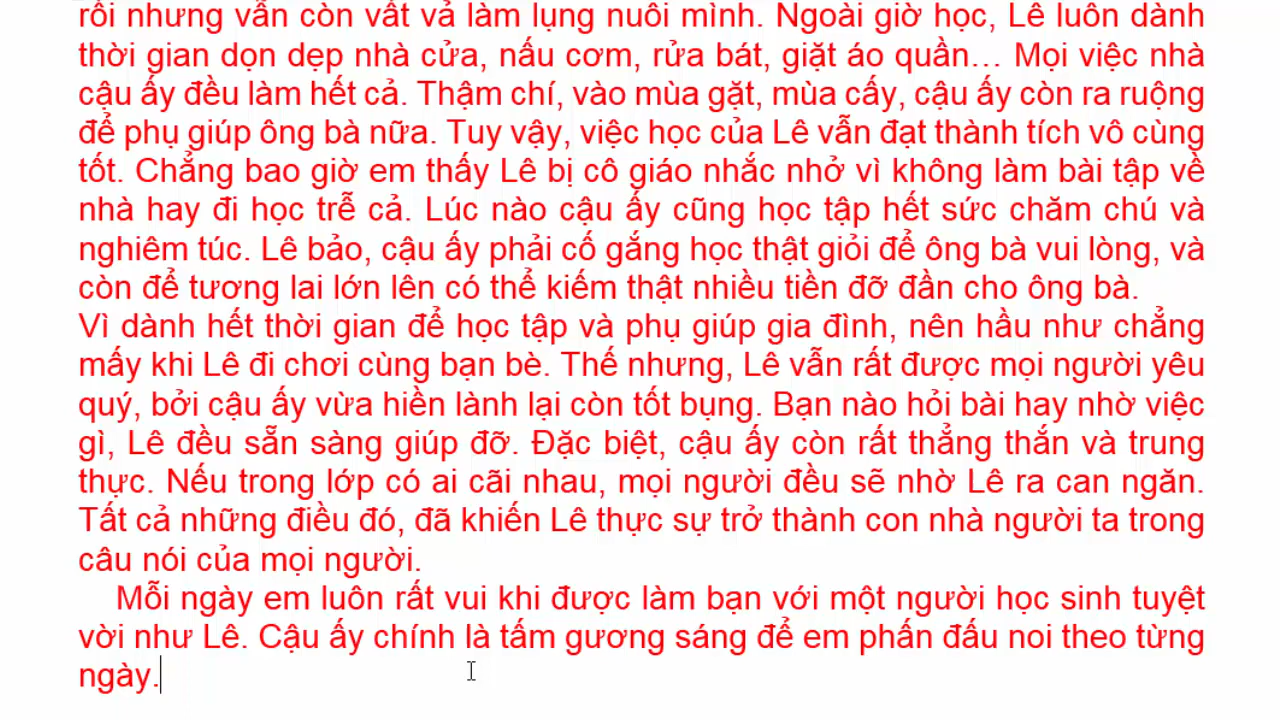 rồi nhưng vẫn còn vất vả làm lụng nuôi mình. Ngoài giờ học, Lê luôn dành
thời gian dọn dẹp nhà cửa, nấu cơm, rửa bát, giặt áo quần… Mọi việc nhà
cậu ấy đều làm hết cả. Thậm chí, vào mùa gặt, mùa cấy, cậu ấy còn ra ruộng
để phụ giúp ông bà nữa. Tuy vậy, việc học của Lê vẫn đạt thành tích vô cùng
tốt. Chẳng bao giờ em thấy Lê bị cô giáo nhắc nhở vì không làm bài tập về
nhà hay đi học trễ cả. Lúc nào cậu ấy cũng học tập hết sức chăm chú và
nghiêm túc. Lê bảo, cậu ấy phải cố gắng học thật giỏi để ông bà vui lòng, và
còn để tương lai lớn lên có thể kiếm thật nhiều tiền đỡ đần cho ông bà.
Vì dành hết thời gian để học tập và phụ giúp gia đình, nên hầu như chẳng
mấy khi Lê đi chơi cùng bạn bè. Thế nhưng, Lê vẫn rất được mọi người yêu
quý, bởi cậu ấy vừa hiền lành lại còn tốt bụng. Bạn nào hỏi bài hay nhờ việc
gì, Lê đều sẵn sàng giúp đỡ. Đặc biệt, cậu ấy còn rất thẳng thắn và trung
thực. Nếu trong lớp có ai cãi nhau, mọi người đều sẽ nhờ Lê ra can ngăn.
Tất cả những điều đó, đã khiến Lê thực sự trở thành con nhà người ta trong
câu nói của mọi người.
Mỗi ngày em luôn rất vui khi được làm bạn với một người học sinh tuyệt
vời như Lê. Cậu ấy chính là tấm gương sáng để em phấn đấu noi theo từng
ngày.